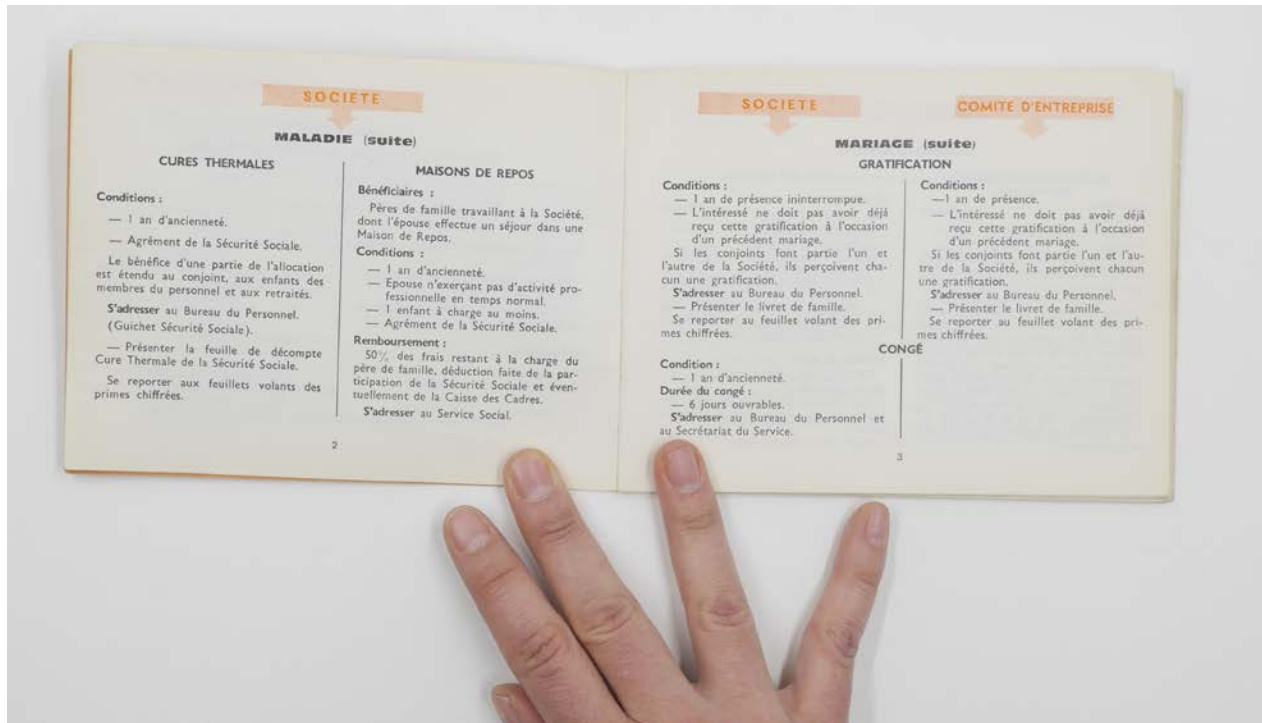 SOCIETE
MALADIE (suite)
CURES THERMALES
Conditions :
— 1 an d'ancienneté.
— Agrément de la Sécurité Sociale.
Le bénéfice d'une partie de l'allocation
est étendu au conjoint, aux enfants des
membres du personnel et aux retraités.
S'adresser au Bureau du Personnel.
(Guichet Sécurité Sociale).
— Présenter la feuille de décompte
Cure Thermale de la Sécurité Sociale.
Se reporter aux feuillets volants des
primes chiffrées.
MAISONS DE REPOS
Bénéficiaires :
Pères de famille travaillant à la Société,
dont l'épouse effectue un séjour dans une
Maison de Repos.
Conditions :
— 1 an d'ancienneté.
— Epouse n'exerçant pas d'activité pro-
fessionnelle en temps normal.
— 1 enfant à charge au moins.
— Agrément de la Sécurité Sociale.
Remboursement :
50% des frais restant à la charge du
père de famille, déduction faite de la par-
ticipation de la Sécurité Sociale et éven-
tuellement de la Caisse des Cadres.
S'adresser au Service Social.
2
SOCIETE
COMITE D'ENTREPRISE
MARIAGE (suite)
GRATIFICATION
Conditions :
— 1 an de présence ininterrompue.
— L'intéressé ne doit pas avoir déjà
reçu cette gratification à l'occasion
d'un précédent mariage.
Si les conjoints font partie l'un et
l'autre de la Société, ils perçoivent cha-
cun une gratification.
S'adresser au Bureau du Personnel.
— Présenter le livret de famille.
Se reporter au feuillet volant des pri-
mes chiffrées.
Conditions :
—1 an de présence.
— L'intéressé ne doit pas avoir déjà
reçu cette gratification à l'occasion
d'un précédent mariage.
Si les conjoints font partie l'un et l'au-
tre de la Société, ils perçoivent chacun
une gratification.
S'adresser au Bureau du Personnel.
— Présenter le livret de famille.
Se reporter au feuillet volant des pri-
mes chiffrées.
CONGÉ
Condition :
— 1 an d'ancienneté.
Durée du congé :
— 6 jours ouvrables.
S'adresser au Bureau du Personnel et
au Secrétariat du Service.
3